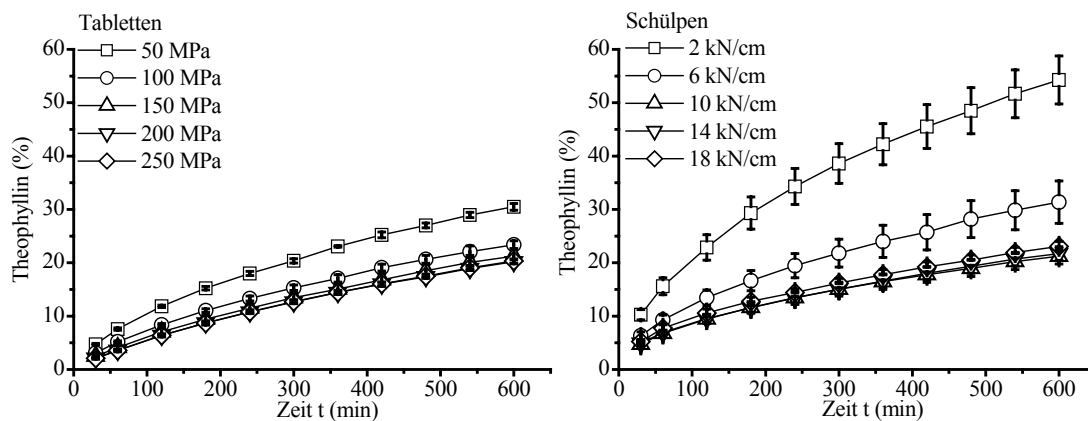 Tabletten
60
50 MPa
100 MPa
50
150 MPa
200 MPa
40
250 MPa
30
20
10
0
Theophyllin (%)
0 100 200 300 400 500 600
Zeit t (min)
Schülpen
60
2 kN/cm
6 kN/cm
50
10 kN/cm
14 kN/cm
40
18 kN/cm
30
20
10
0
Theophyllin (%)
0 100 200 300 400 500 600
Zeit t (min)